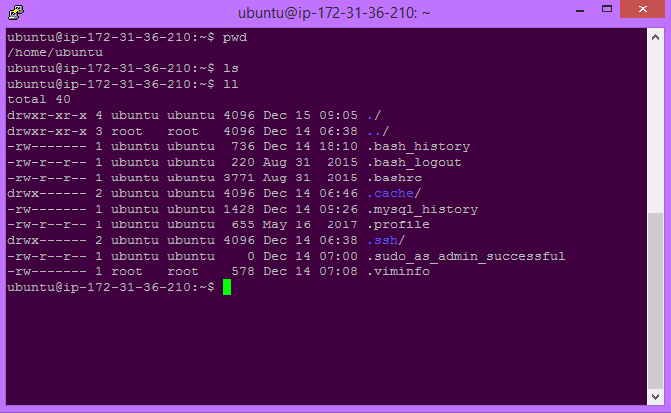 ubuntu@ip-172-31-36-210: ~
ubuntu@ip-172-31-36-210:~$ pwd
/home/ubuntu
ubuntu@ip-172-31-36-210:~$ ls
ubuntu@ip-172-31-36-210:~$ ll
total 40
drwxr-xr-x 4 ubuntu ubuntu 4096 Dec 15 09:05 ./
drwxr-xr-x 3 root   root   4096 Dec 14 06:38 ../
-rw------- 1 ubuntu ubuntu  736 Dec 14 18:10 .bash_history
-rw-r--r-- 1 ubuntu ubuntu  220 Aug 31  2015 .bash_logout
-rw-r--r-- 1 ubuntu ubuntu 3771 Aug 31  2015 .bashrc
drwx------ 2 ubuntu ubuntu 4096 Dec 14 06:46 .cache/
-rw------- 1 ubuntu ubuntu 1428 Dec 14 09:26 .mysql_history
-rw-r--r-- 1 ubuntu ubuntu  655 May 16  2017 .profile
drwx------ 2 ubuntu ubuntu 4096 Dec 14 06:38 .ssh/
-rw-r--r-- 1 ubuntu ubuntu    0 Dec 14 07:00 .sudo_as_admin_successful
-rw------- 1 root   root    578 Dec 14 07:08 .viminfo
ubuntu@ip-172-31-36-210:~$